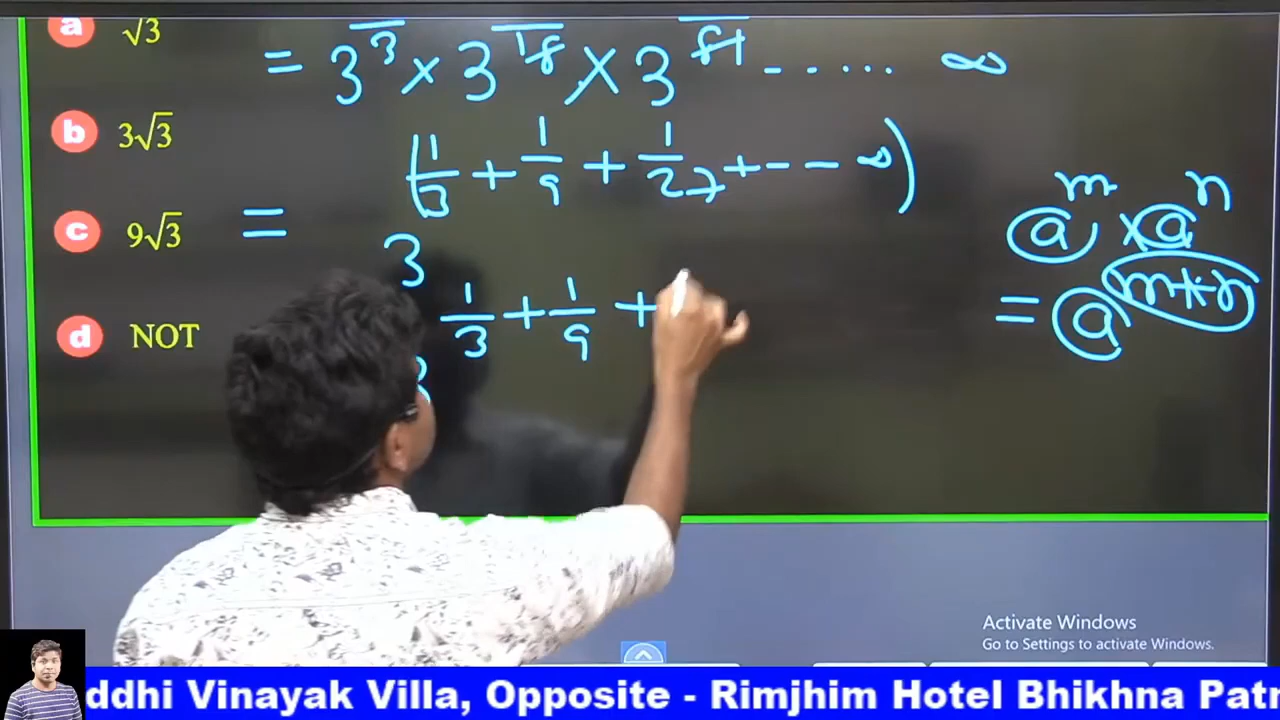 a √3
= 3^3 × 3^18 × 3^81 - - . . . . ∞
b 3√3
(1/3 + 1/9 + 1/27 + - - ∞)
= 3
c 9√3
a^m × a^n
= a^m+n
1/3 + 1/9 +
3
d NOT
Activate Windows
Go to Settings to activate Windows.
ddhi Vinayak Villa, Opposite - Rimjhim Hotel Bhikhna Patn